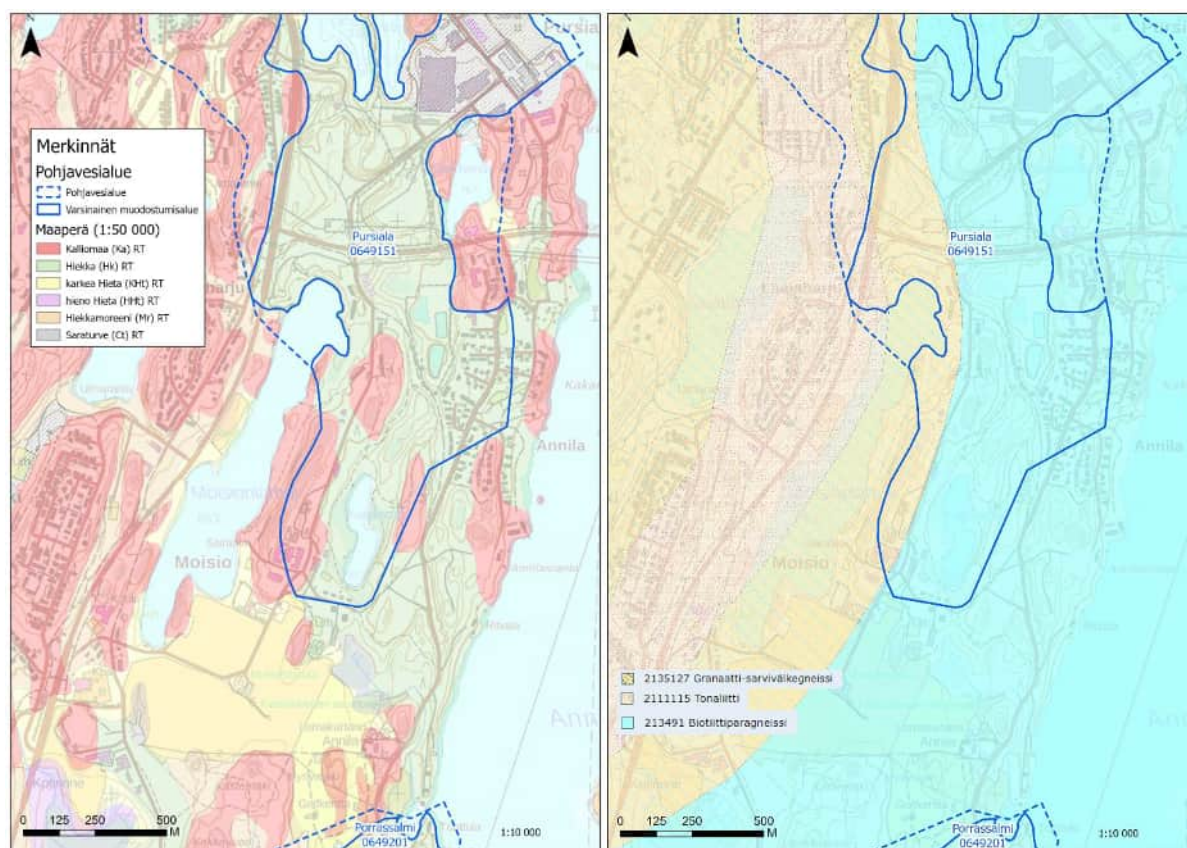 Merkinnät
Pohjavesialue
Pohjavesialue
Varsinainen muodostumisalue
Maaperä (1:50 000)
Kalliomaa (Ka) RT
Hiekka (Hk) RT
karkea Hieta (KHt) RT
hieno Hieta (HHt) RT
Hiekkamoreeni (Mr) RT
Saraturve (Ct) RT
Pursiala
0649151
Annila
Moisio
Annila
Porrassalmi
0649201
0 125 250 500
M
1:10 000
Pursiala
0649151
Annila
Moisio
2135127 Granaatti-sarvivälkegneissi
2111115 Tonaliitti
213491 Biotiittiparagneissi
Annila
Porrassalmi
0649201
0 125 250 500
M
1:10 000